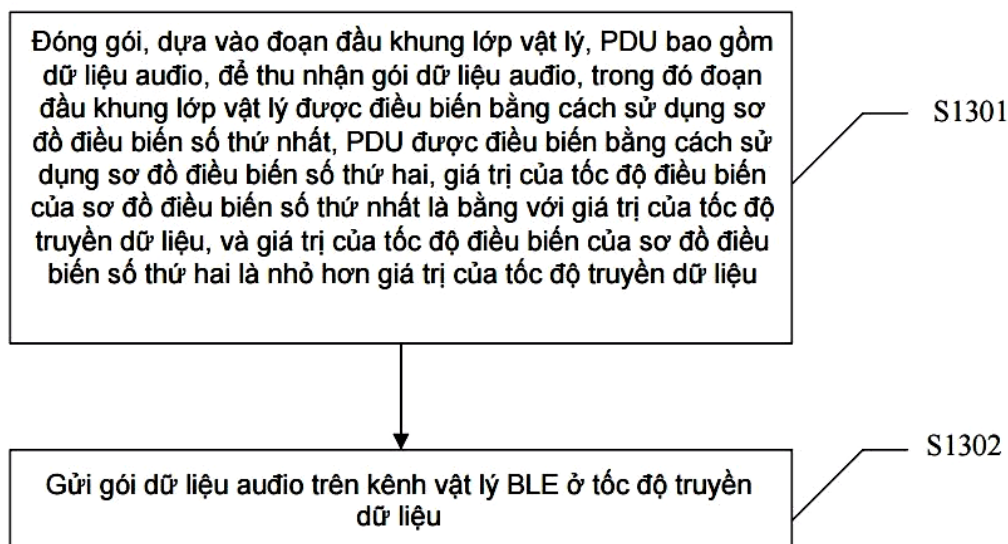 Đóng gói, dựa vào đoạn đầu khung lớp vật lý, PDU bao gồm
dữ liệu auđio, để thu nhận gói dữ liệu auđio, trong đó đoạn
đầu khung lớp vật lý được điều biến bằng cách sử dụng sơ
đồ điều biến số thứ nhất, PDU được điều biến bằng cách sử
dụng sơ đồ điều biến số thứ hai, giá trị của tốc độ điều biến
của sơ đồ điều biến số thứ nhất là bằng với giá trị của tốc độ
truyền dữ liệu, và giá trị của tốc độ điều biến của sơ đồ điều
biến số thứ hai là nhỏ hơn giá trị của tốc độ truyền dữ liệu
S1301
S1302
Gửi gói dữ liệu auđio trên kênh vật lý BLE ở tốc độ truyền
dữ liệu